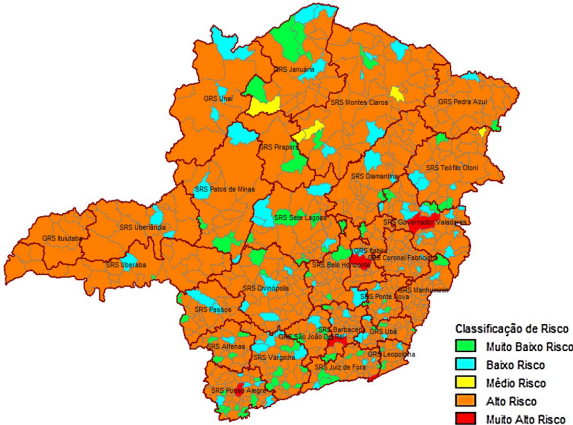 GRS Januária
GRS Unaí
SRS Montes Claros
GRS Pedra Azul
GRS Pirapora
SRS Diamantina
SRS Teófilo Otoni
SRS Patos de Minas
SRS Sete Lagoas
SRS Governador Valadares
SRS Uberlândia
GRS Ituiutaba
GRS Itabira
SRS Coronel Fabriciano
SRS Belo Horizonte
SRS Uberaba
SRS Divinópolis
SRS Manhumirim
SRS Ponte Nova
SRS Passos
SRS Barbacena
GRS São João Del Rei
GRS Ubá
SRS Alfenas
SRS Varginha
GRS Leopoldina
SRS Juiz de Fora
SRS Pouso Alegre
Classificação de Risco
Muito Baixo Risco
Baixo Risco
Médio Risco
Alto Risco
Muito Alto Risco